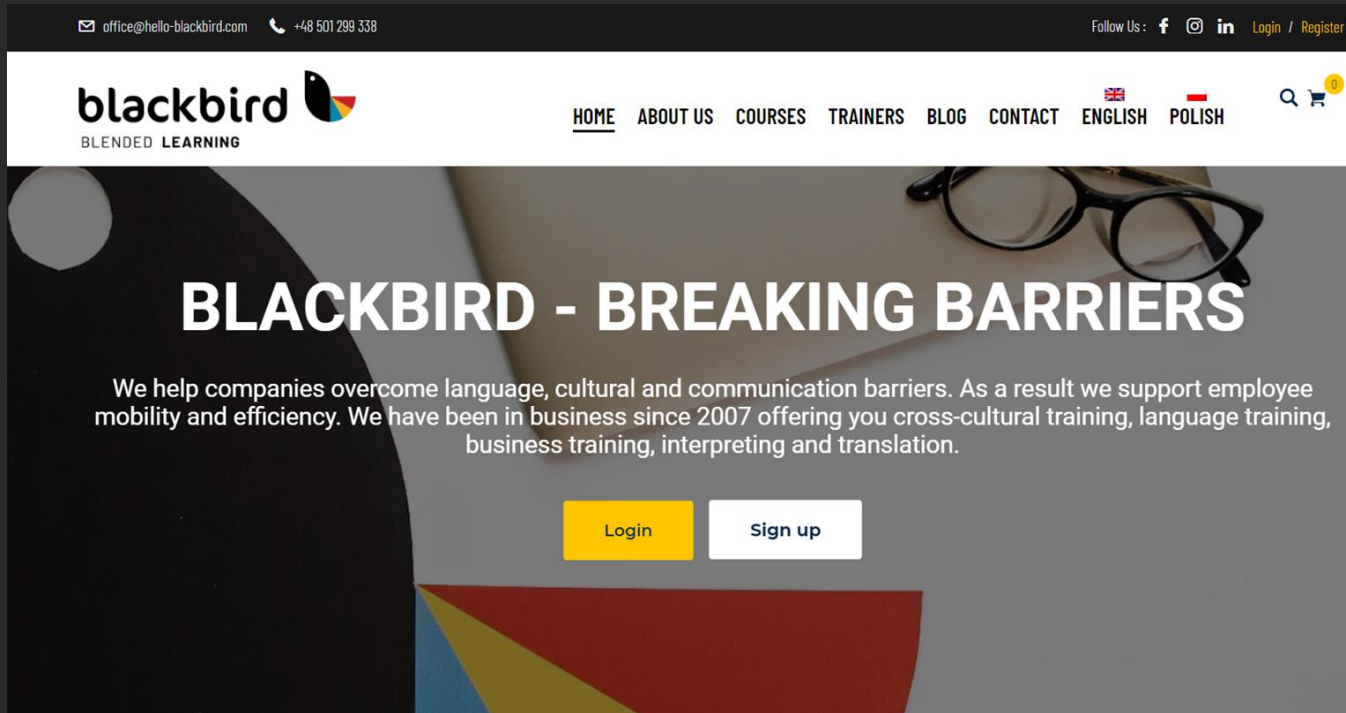 office@hello-blackbird.com +48 501 299 338 Follow Us : Login / Register
blackbird
BLENDED LEARNING
HOME ABOUT US COURSES TRAINERS BLOG CONTACT ENGLISH POLISH 0
BLACKBIRD - BREAKING BARRIERS
We help companies overcome language, cultural and communication barriers. As a result we support employee
mobility and efficiency. We have been in business since 2007 offering you cross-cultural training, language training,
business training, interpreting and translation.
Login Sign up